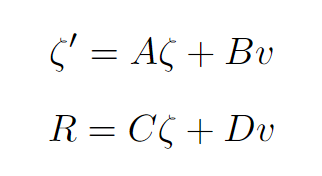 ζ′ = Aζ + Bv
R = Cζ + Dv